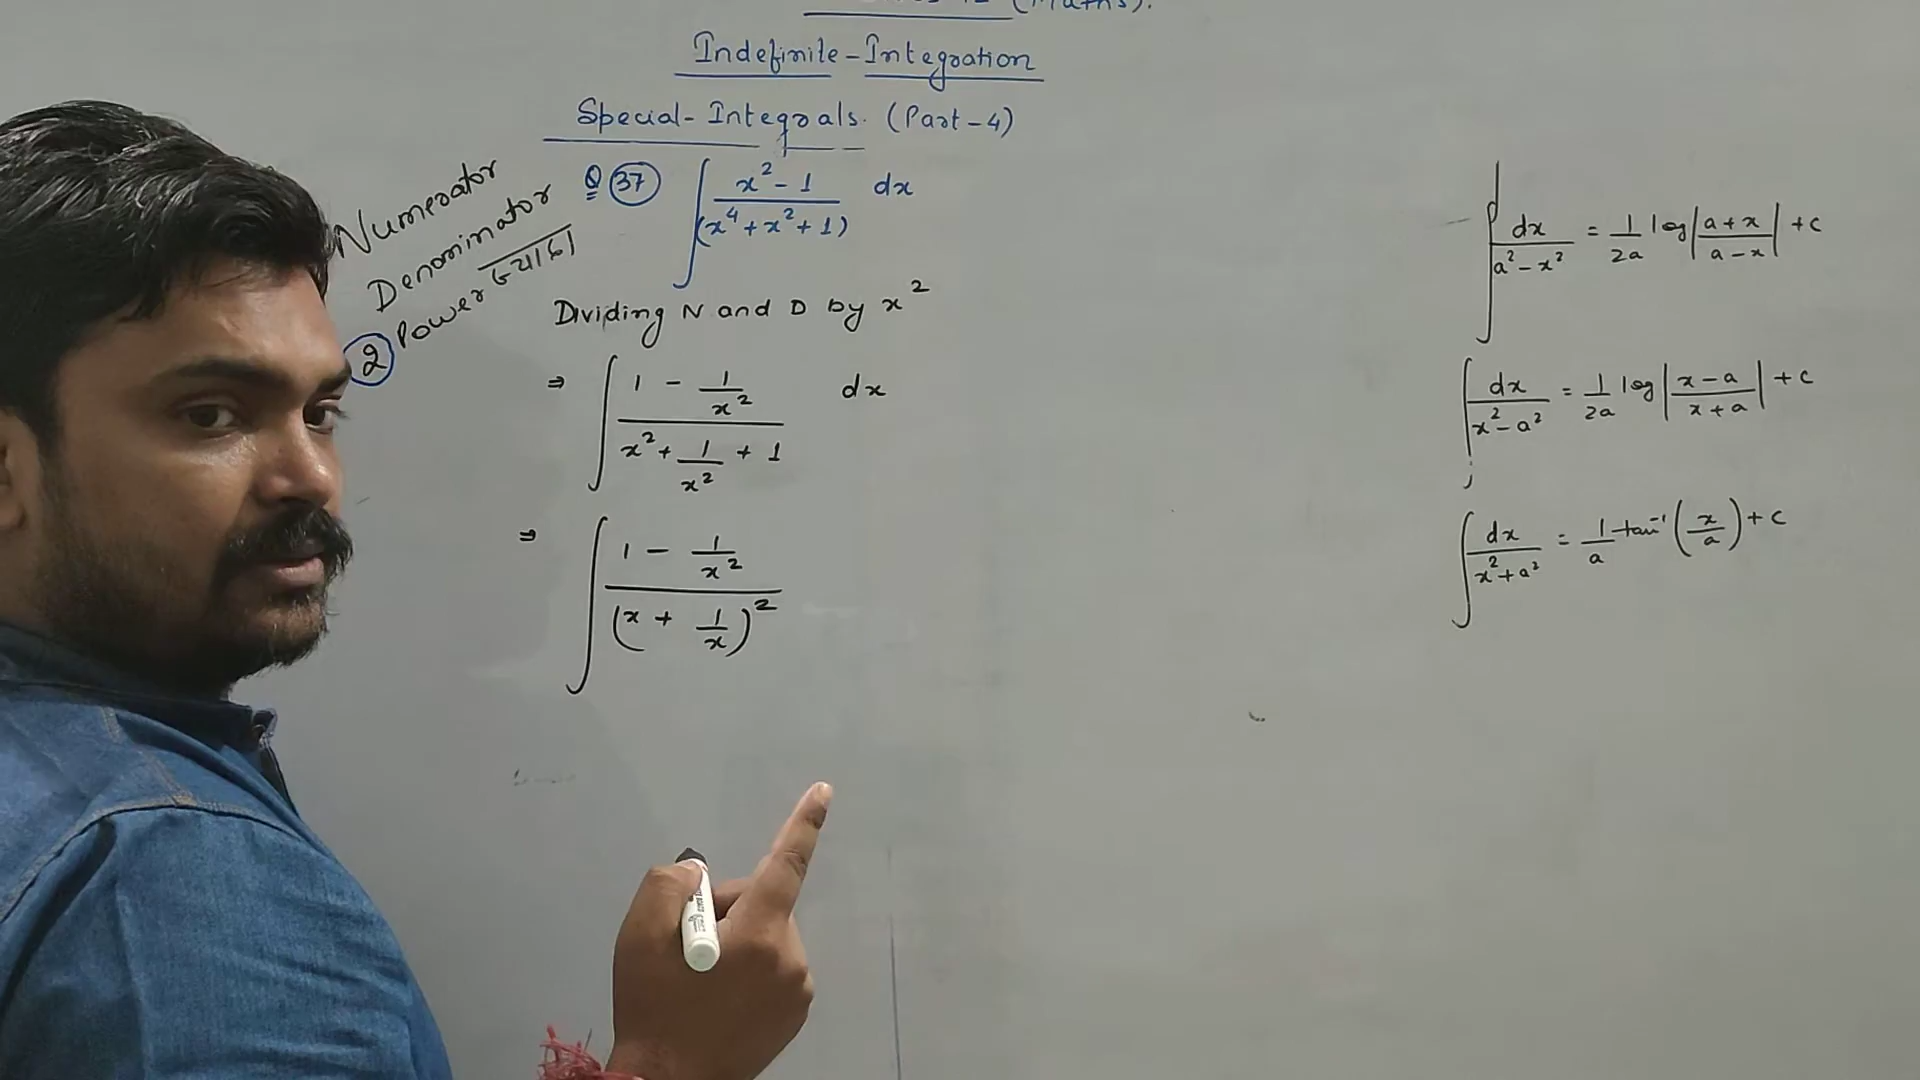 (Maths).
Indefinite-Integration
Special-Integrals. (Part-4)
Numerator
Denominator
Power ज्यादा
2
Q 37 ∫ (x² - 1)/(x⁴ + x² + 1) dx
Dividing N and D by x²
⇒ ∫ (1 - 1/x²)/(x² + 1/x² + 1) dx
⇒ ∫ (1 - 1/x²)/(x + 1/x)²
∫ dx/(a² - x²) = 1/2a log|(a + x)/(a - x)| + c
∫ dx/(x² - a²) = 1/2a log|(x - a)/(x + a)| + c
∫ dx/(x² + a²) = 1/a tan⁻¹(x/a) + c